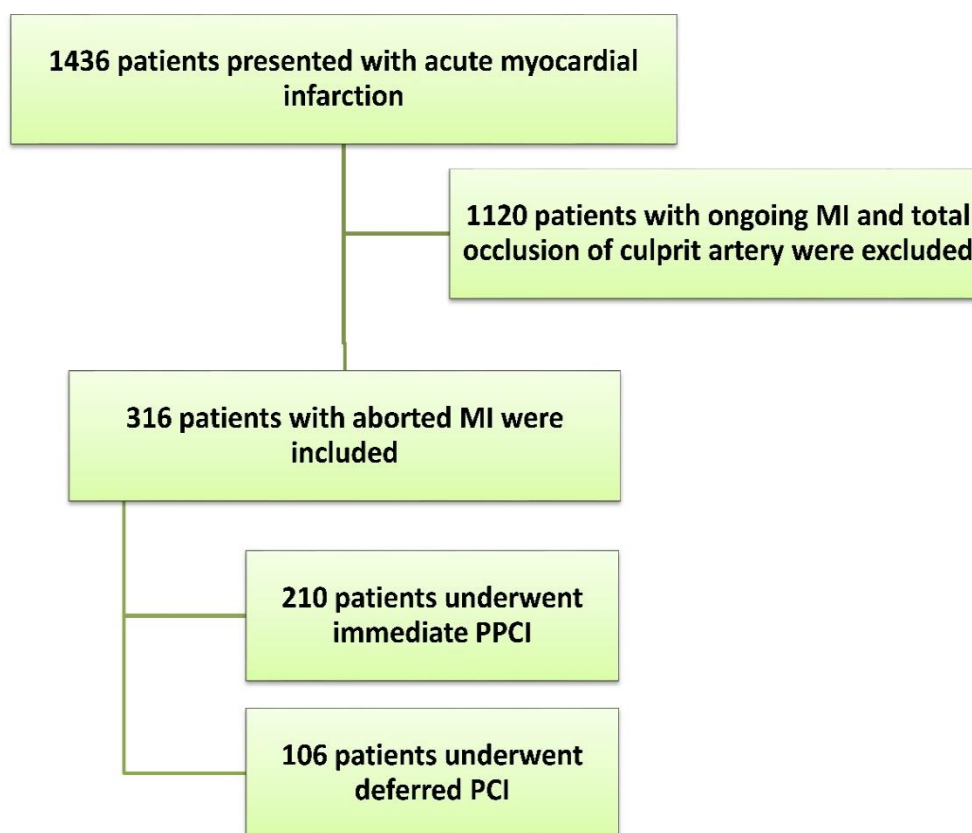 1436 patients presented with acute myocardial
infarction
1120 patients with ongoing MI and total
occlusion of culprit artery were excluded
316 patients with aborted MI were
included
210 patients underwent
immediate PPCI
106 patients underwent
deferred PCI